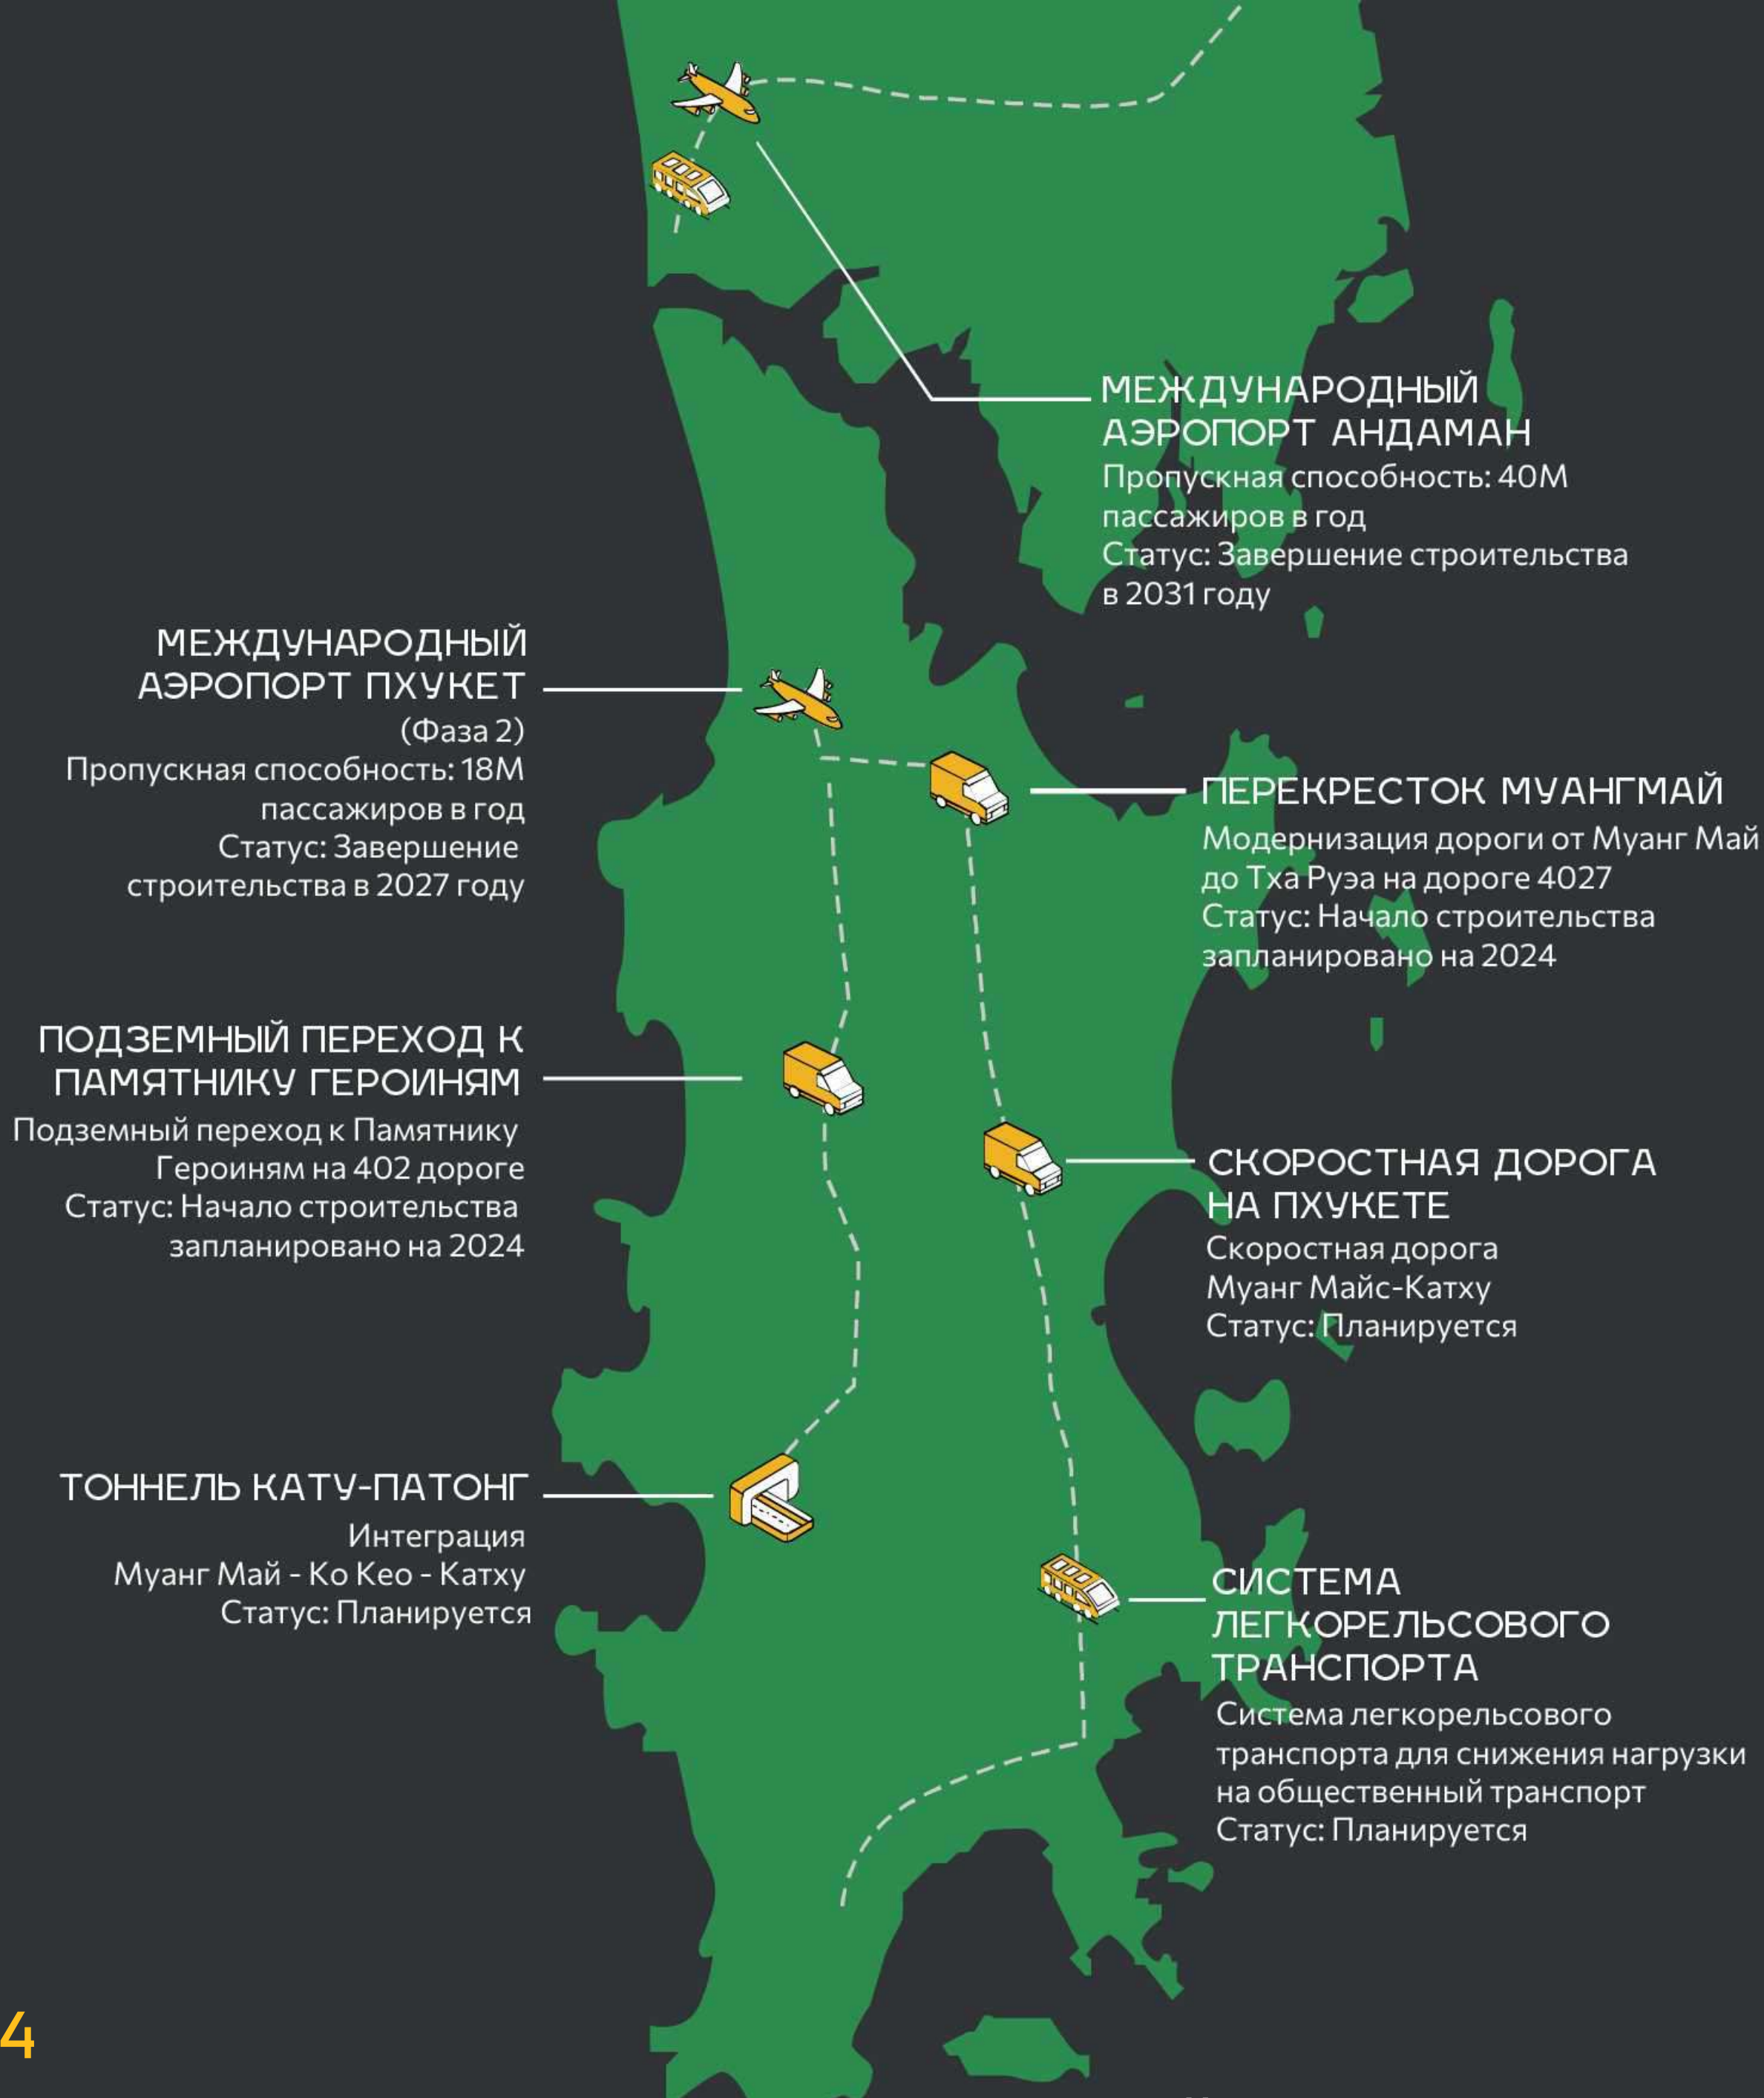 МЕЖДУНАРОДНЫЙ
АЭРОПОРТ АНДАМАН
Пропускная способность: 40М
пассажиров в год
Статус: Завершение строительства
в 2031 году
МЕЖДУНАРОДНЫЙ
АЭРОПОРТ ПХУКЕТ
(Фаза 2)
Пропускная способность: 18М
пассажиров в год
Статус: Завершение
строительства в 2027 году
ПЕРЕКРЕСТОК МУАНГМАЙ
Модернизация дороги от Муанг Май
до Тха Руэа на дороге 4027
Статус: Начало строительства
запланировано на 2024
ПОДЗЕМНЫЙ ПЕРЕХОД К
ПАМЯТНИКУ ГЕРОИНЯМ
Подземный переход к Памятнику
Героиням на 402 дороге
Статус: Начало строительства
запланировано на 2024
СКОРОСТНАЯ ДОРОГА
НА ПХУКЕТЕ
Скоростная дорога
Муанг Майс-Катху
Статус: Планируется
ТОННЕЛЬ КАТУ-ПАТОНГ
Интеграция
Муанг Май - Ко Кео - Катху
Статус: Планируется
СИСТЕМА
ЛЕГКОРЕЛЬСОВОГО
ТРАНСПОРТА
Система легкорельсового
транспорта для снижения нагрузки
на общественный транспорт
Статус: Планируется
4